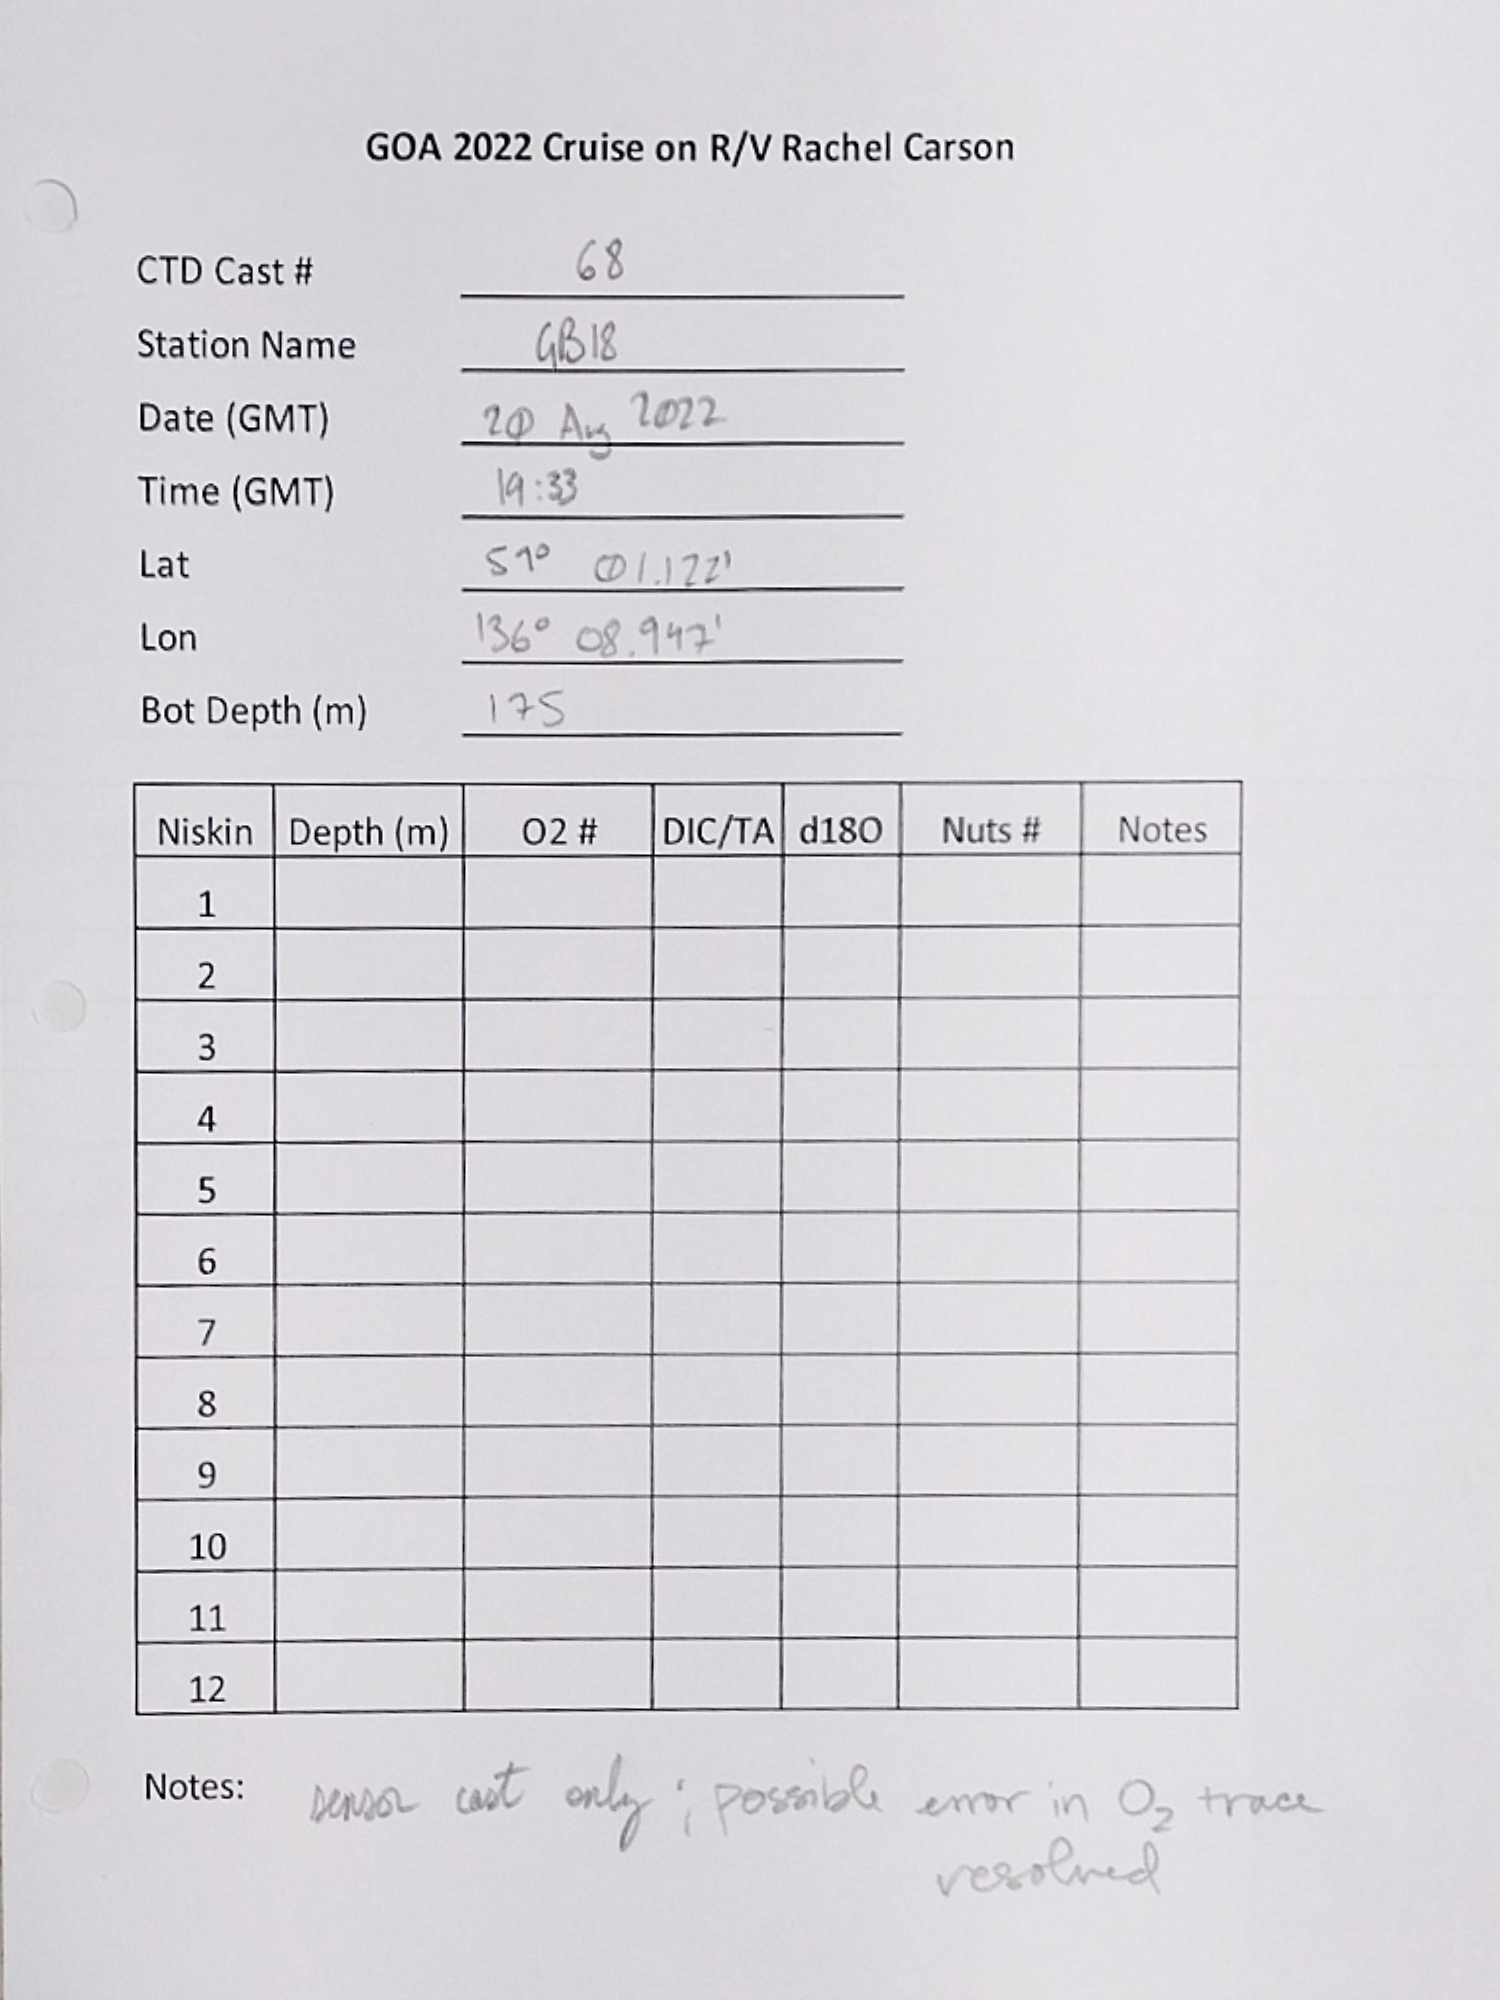 GOA 2022 Cruise on R/V Rachel Carson
CTD Cast # 68
Station Name GB18
Date (GMT) 20 Aug 2022
Time (GMT) 19:33
Lat 59° 01.122'
Lon 136° 08.947'
Bot Depth (m) 175
Niskin Depth (m) O2 # DIC/TA d18O Nuts # Notes
1
2
3
4
5
6
7
8
9
10
11
12
Notes: sensor cast only ; possible error in O₂ trace
resolved